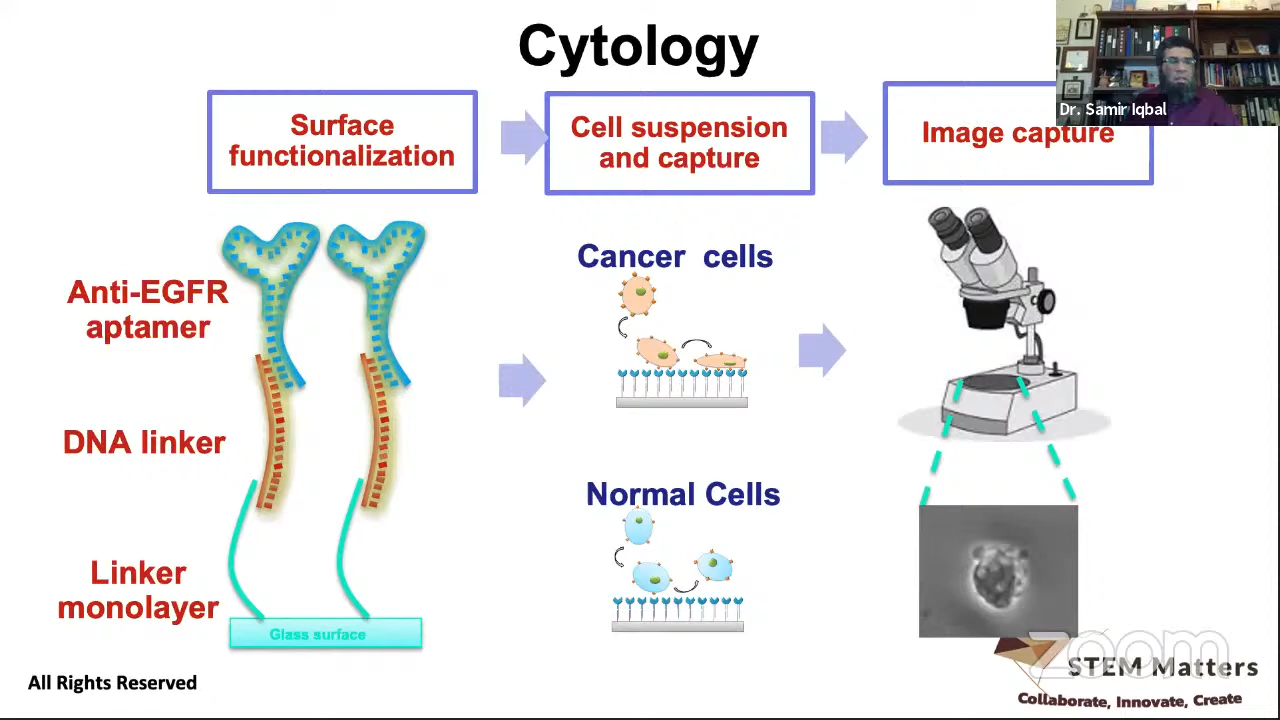 Cytology
Dr. Samir Iqbal
Surface
functionalization
Cell suspension
and capture
Image capture
Anti-EGFR
aptamer
DNA linker
Linker
monolayer
Glass surface
Cancer cells
Normal Cells
All Rights Reserved
zoom
STEM Matters
Collaborate, Innovate, Create